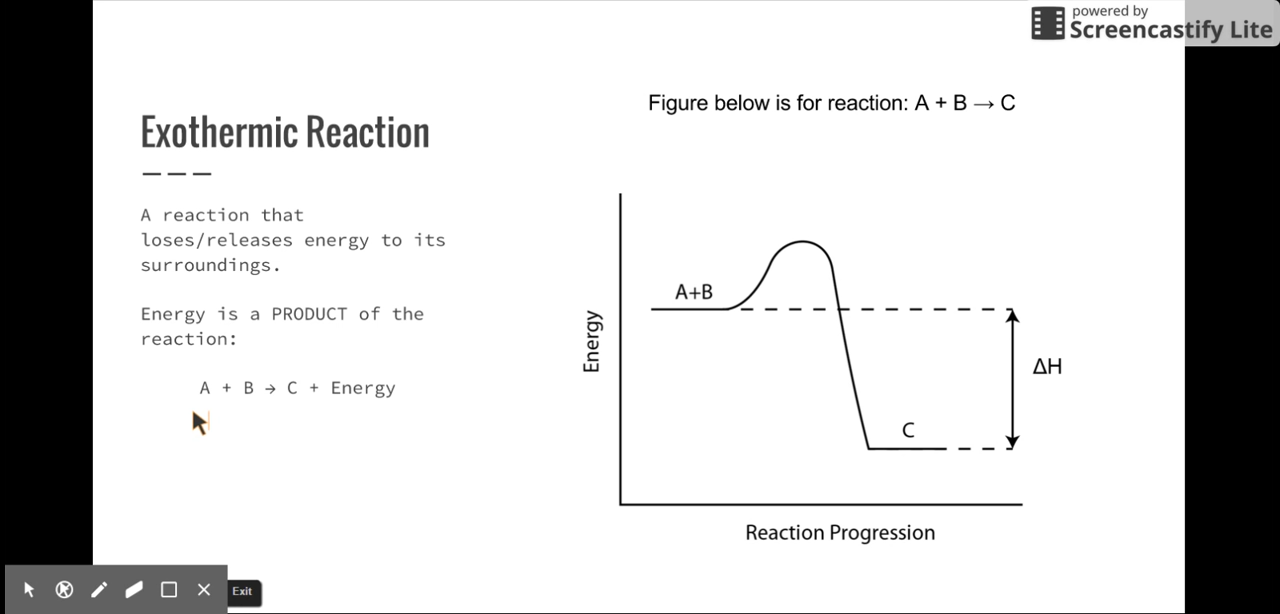 powered by
Screencastify Lite
Figure below is for reaction: A + B → C
Exothermic Reaction
A reaction that
loses/releases energy to its
surroundings.
Energy is a PRODUCT of the
reaction:
A + B → C + Energy
A+B
Energy
ΔH
C
Reaction Progression
Exit